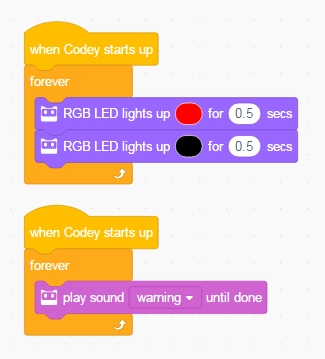 when Codey starts up
forever
RGB LED lights up for 0.5 secs
RGB LED lights up for 0.5 secs
when Codey starts up
forever
play sound warning until done